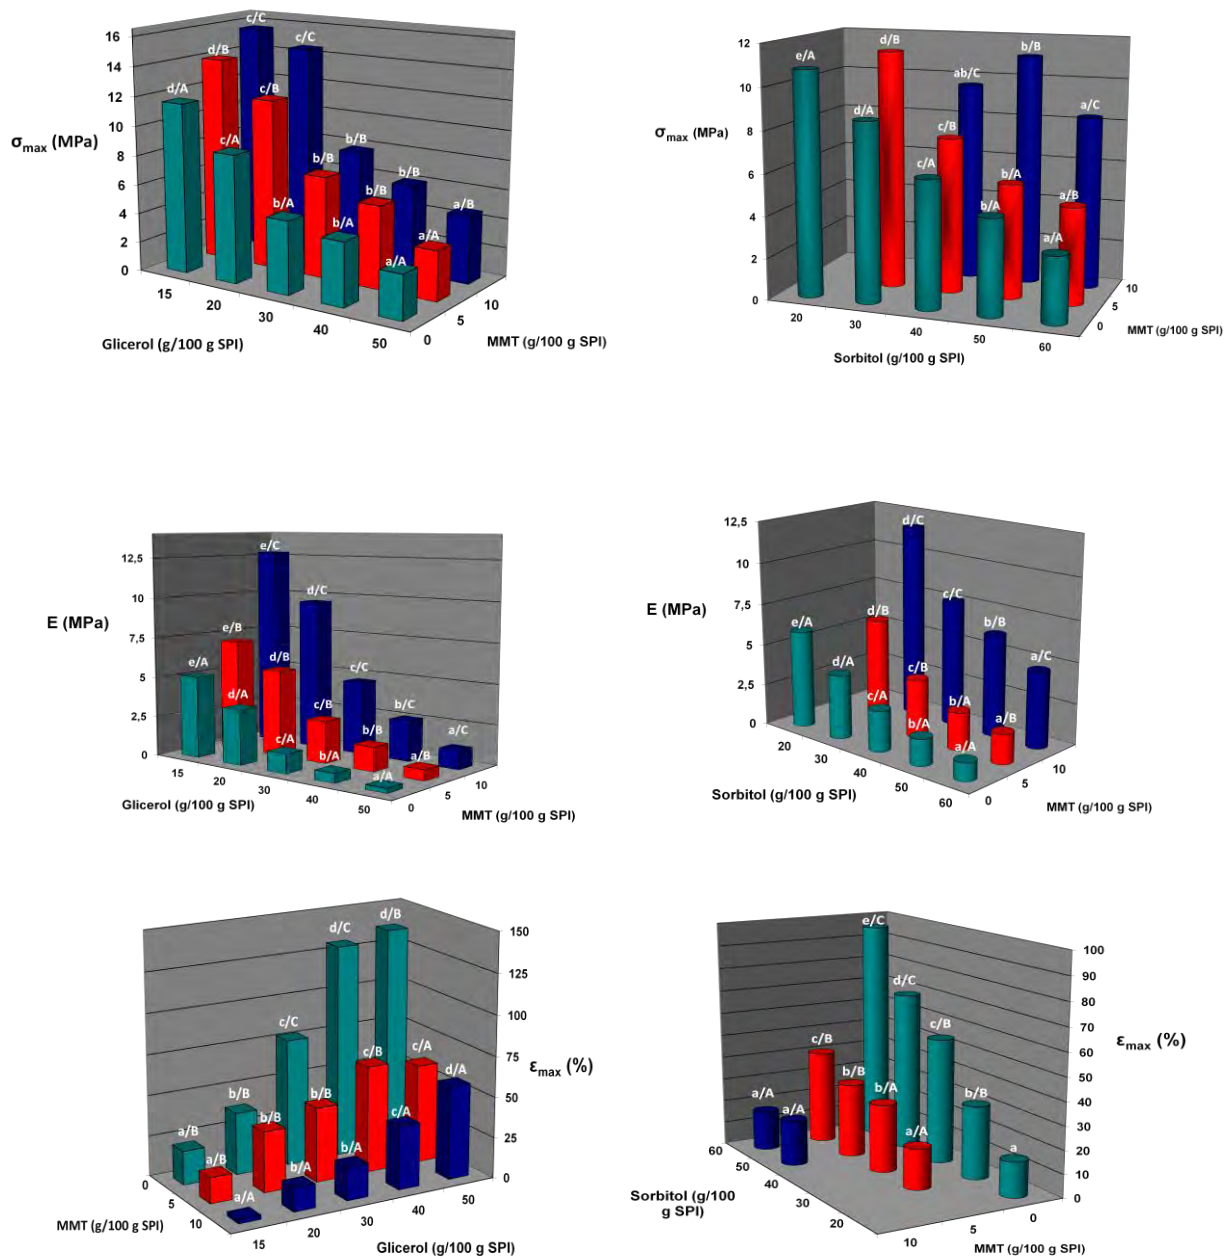 16
14
12
10
8
6
4
2
0
σmax (MPa)
c/C
d/B
c/C
d/A
c/B
c/A
b/B
b/B
b/B
b/B
b/A
b/A
a/B
a/A
a/A
15
20
30
40
50
0
5
10
Glicerol (g/100 g SPI)
MMT (g/100 g SPI)
12
10
8
6
4
2
0
σmax (MPa)
e/A
d/B
b/B
ab/C
a/C
d/A
c/B
c/A
b/A
b/A
a/B
a/A
20
30
40
50
60
0
5
10
Sorbitol (g/100 g SPI)
MMT (g/100 g SPI)
12,5
10
7,5
5
2,5
0
E (MPa)
e/C
d/C
e/B
e/A
d/B
d/A
c/C
c/B
b/C
c/A
b/B
b/A
a/C
a/B
a/A
15
20
30
40
50
0
5
10
Glicerol (g/100 g SPI)
MMT (g/100 g SPI)
12,5
10
7,5
5
2,5
0
E (MPa)
d/C
c/C
d/B
e/A
b/B
d/A
c/B
a/C
c/A
b/A
b/A
a/B
a/A
20
30
40
50
60
0
5
10
Sorbitol (g/100 g SPI)
MMT (g/100 g SPI)
150
125
100
75
50
25
0
εmax (%)
d/B
d/C
c/C
c/B
c/A
d/A
b/B
b/B
b/B
c/A
a/B
a/B
b/A
b/A
a/A
0
5
10
15
20
30
40
50
MMT (g/100 g SPI)
Glicerol (g/100 g SPI)
100
90
80
70
60
50
40
30
20
10
0
εmax (%)
e/C
d/C
c/B
c/B
b/B
b/A
b/B
a/A
a/A
a/A
a
60
50
40
30
20
10
5
0
Sorbitol (g/100
g SPI)
MMT (g/100 g SPI)